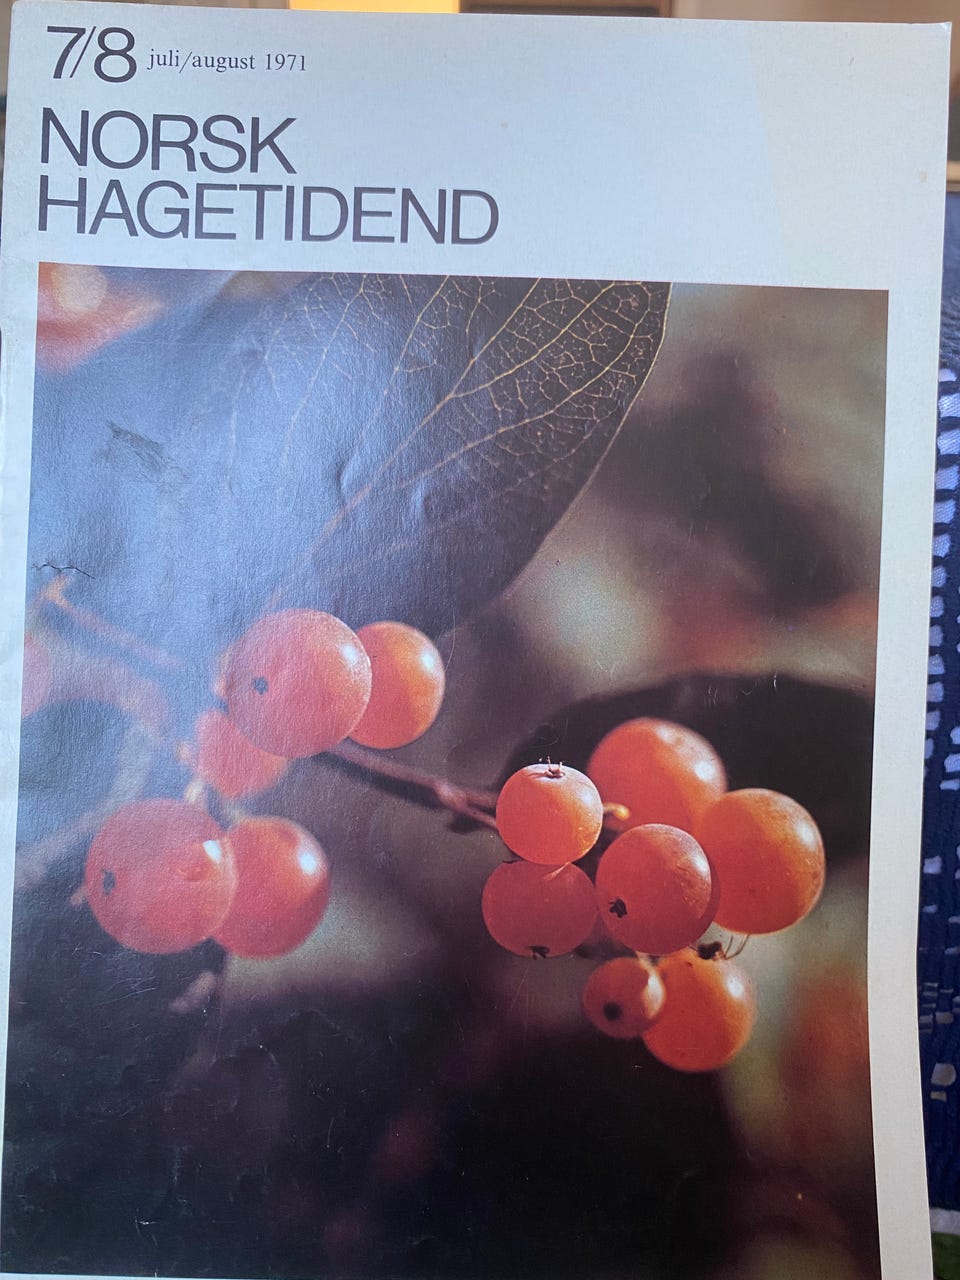 7/8 juli/august 1971
NORSK
HAGETIDEND